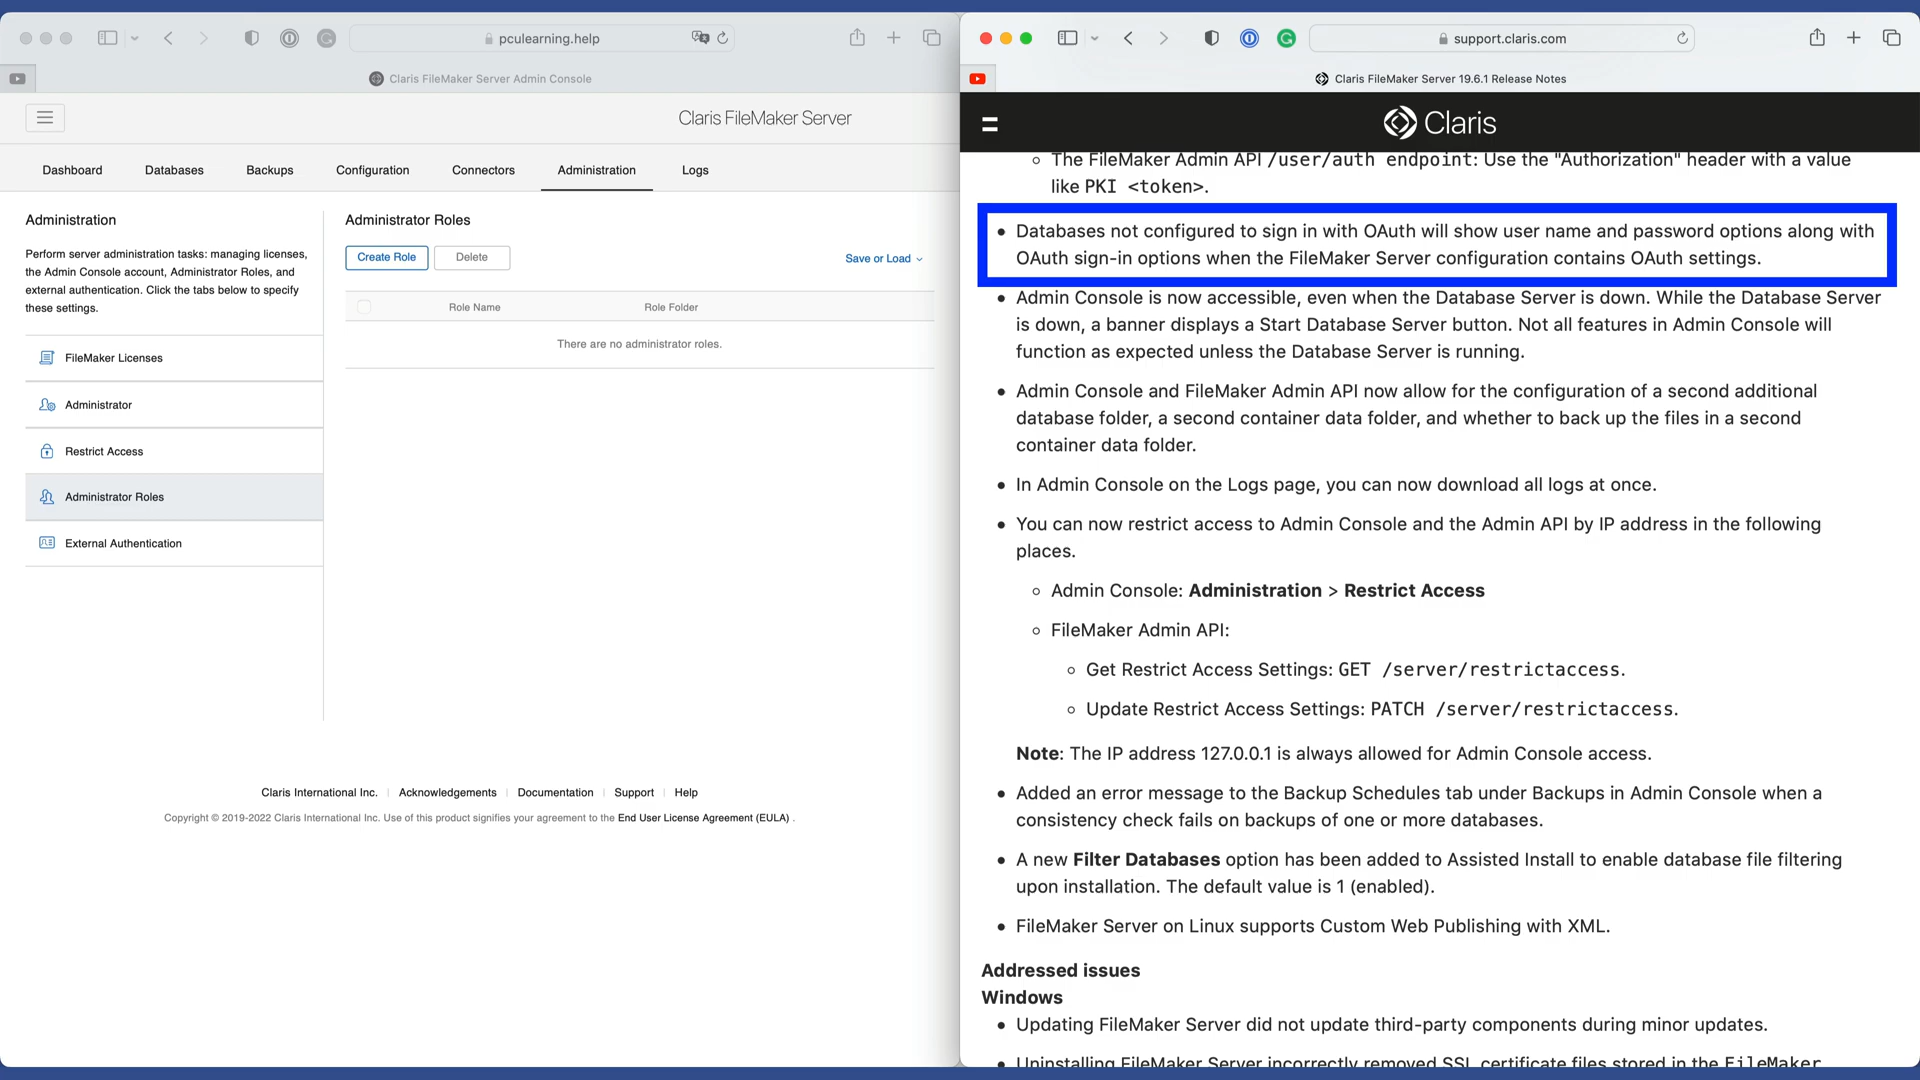 pculearning.help
Claris FileMaker Server Admin Console
Claris FileMaker Server
Dashboard
Databases
Backups
Configuration
Connectors
Administration
Logs
Administration
Perform server administration tasks: managing licenses,
the Admin Console account, Administrator Roles, and
external authentication. Click the tabs below to specify
these settings.
FileMaker Licenses
Administrator
Restrict Access
Administrator Roles
External Authentication
Administrator Roles
Create Role
Delete
Save or Load
Role Name
Role Folder
There are no administrator roles.
Claris International Inc.
Acknowledgements
Documentation
Support
Help
Copyright © 2019-2022 Claris International Inc. Use of this product signifies your agreement to the End User License Agreement (EULA) .
support.claris.com
Claris FileMaker Server 19.6.1 Release Notes
Claris
The FileMaker Admin API /user/auth endpoint: Use the "Authorization" header with a value
like PKI <token>.
Databases not configured to sign in with OAuth will show user name and password options along with
OAuth sign-in options when the FileMaker Server configuration contains OAuth settings.
Admin Console is now accessible, even when the Database Server is down. While the Database Server
is down, a banner displays a Start Database Server button. Not all features in Admin Console will
function as expected unless the Database Server is running.
Admin Console and FileMaker Admin API now allow for the configuration of a second additional
database folder, a second container data folder, and whether to back up the files in a second
container data folder.
In Admin Console on the Logs page, you can now download all logs at once.
You can now restrict access to Admin Console and the Admin API by IP address in the following
places.
Admin Console: Administration > Restrict Access
FileMaker Admin API:
Get Restrict Access Settings: GET /server/restrictaccess.
Update Restrict Access Settings: PATCH /server/restrictaccess.
Note: The IP address 127.0.0.1 is always allowed for Admin Console access.
Added an error message to the Backup Schedules tab under Backups in Admin Console when a
consistency check fails on backups of one or more databases.
A new Filter Databases option has been added to Assisted Install to enable database file filtering
upon installation. The default value is 1 (enabled).
FileMaker Server on Linux supports Custom Web Publishing with XML.
Addressed issues
Windows
Updating FileMaker Server did not update third-party components during minor updates.
Uninstalling FileMaker Server incorrectly removed SSL certificate files stored in the FileMaker